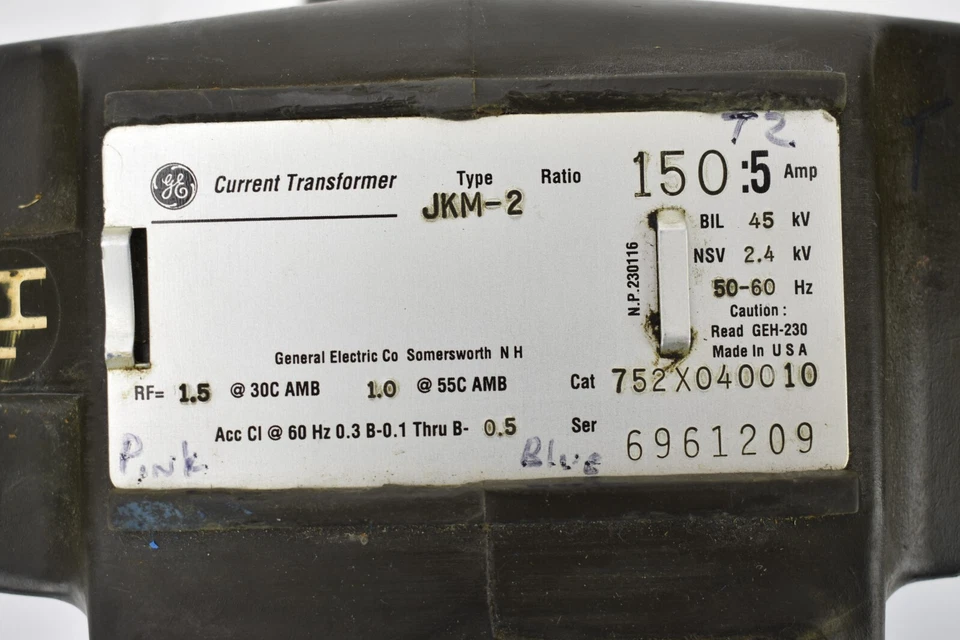 T2
GE Current Transformer Type JKM-2 Ratio 150:5 Amp
BIL 45 kV
NSV 2.4 kV
50-60 Hz
Caution:
Read GEH-230
Made In U S A
N.P. 230116
H
General Electric Co Somersworth N H
RF= 1.5 @ 30C AMB 1.0 @ 55C AMB Cat 752X040010
Acc Cl @ 60 Hz 0.3 B-0.1 Thru B- 0.5 Ser 6961209
Pink Blue